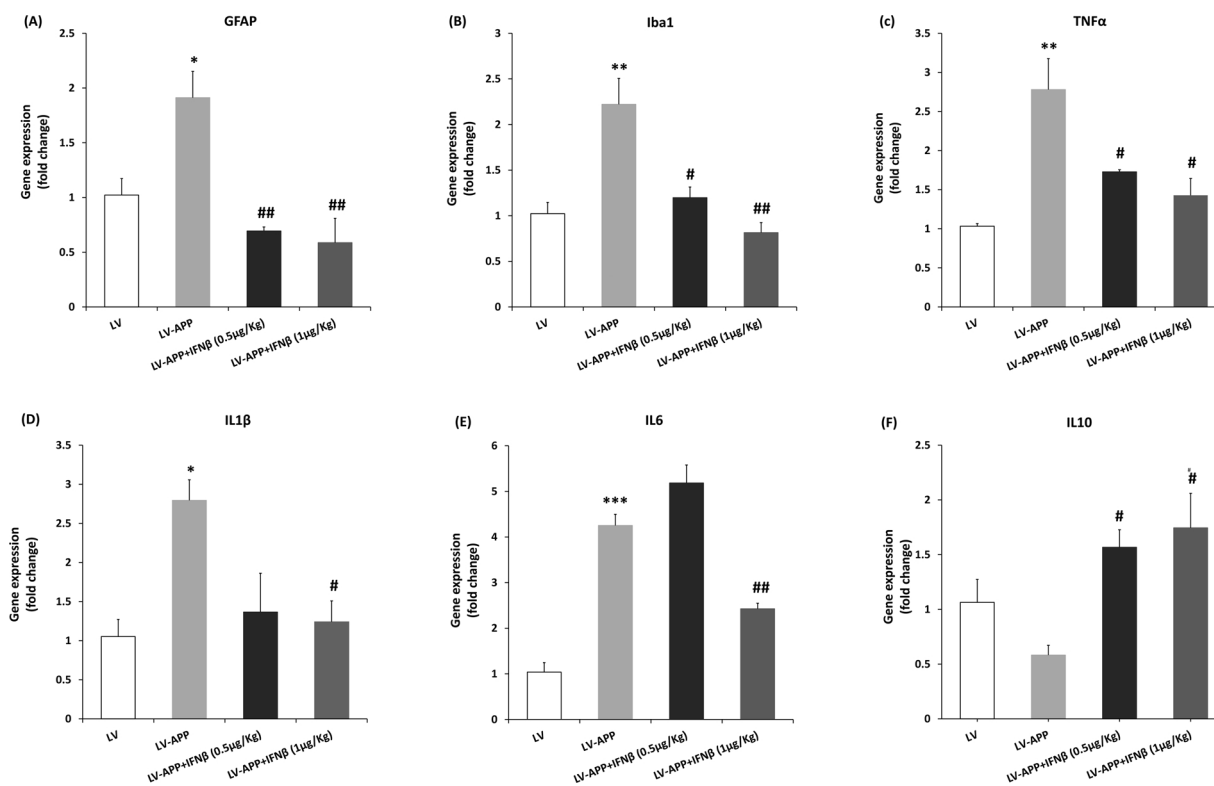 (A)
GFAP
Gene expression
(fold change)
2.5
2
1.5
1
0.5
0
*
##
##
LV
LV-APP
LV-APP+IFNβ (0.5µg/Kg)
LV-APP+IFNβ (1µg/Kg)
(B)
Iba1
Gene expression
(fold change)
3
2.5
2
1.5
1
0.5
0
**
#
##
LV
LV-APP
LV-APP+IFNβ (0.5µg/Kg)
LV-APP+IFNβ (1µg/Kg)
(c)
TNFα
Gene expression
(fold change)
3.5
3
2.5
2
1.5
1
0.5
0
**
#
#
LV
LV-APP
LV-APP+IFNβ (0.5µg/Kg)
LV-APP+IFNβ (1µg/Kg)
(D)
IL1β
Gene expression
(fold change)
3.5
3
2.5
2
1.5
1
0.5
0
*
#
LV
LV-APP
LV-APP+IFNβ (0.5µg/Kg)
LV-APP+IFNβ (1µg/Kg)
(E)
IL6
Gene expression
(fold change)
6
5
4
3
2
1
0
***
##
LV
LV-APP
LV-APP+IFNβ (0.5µg/Kg)
LV-APP+IFNβ (1µg/Kg)
(F)
IL10
Gene expression
(fold change)
2.5
2
1.5
1
0.5
0
#
#
#
LV
LV-APP
LV-APP+IFNβ (0.5µg/Kg)
LV-APP+IFNβ (1µg/Kg)